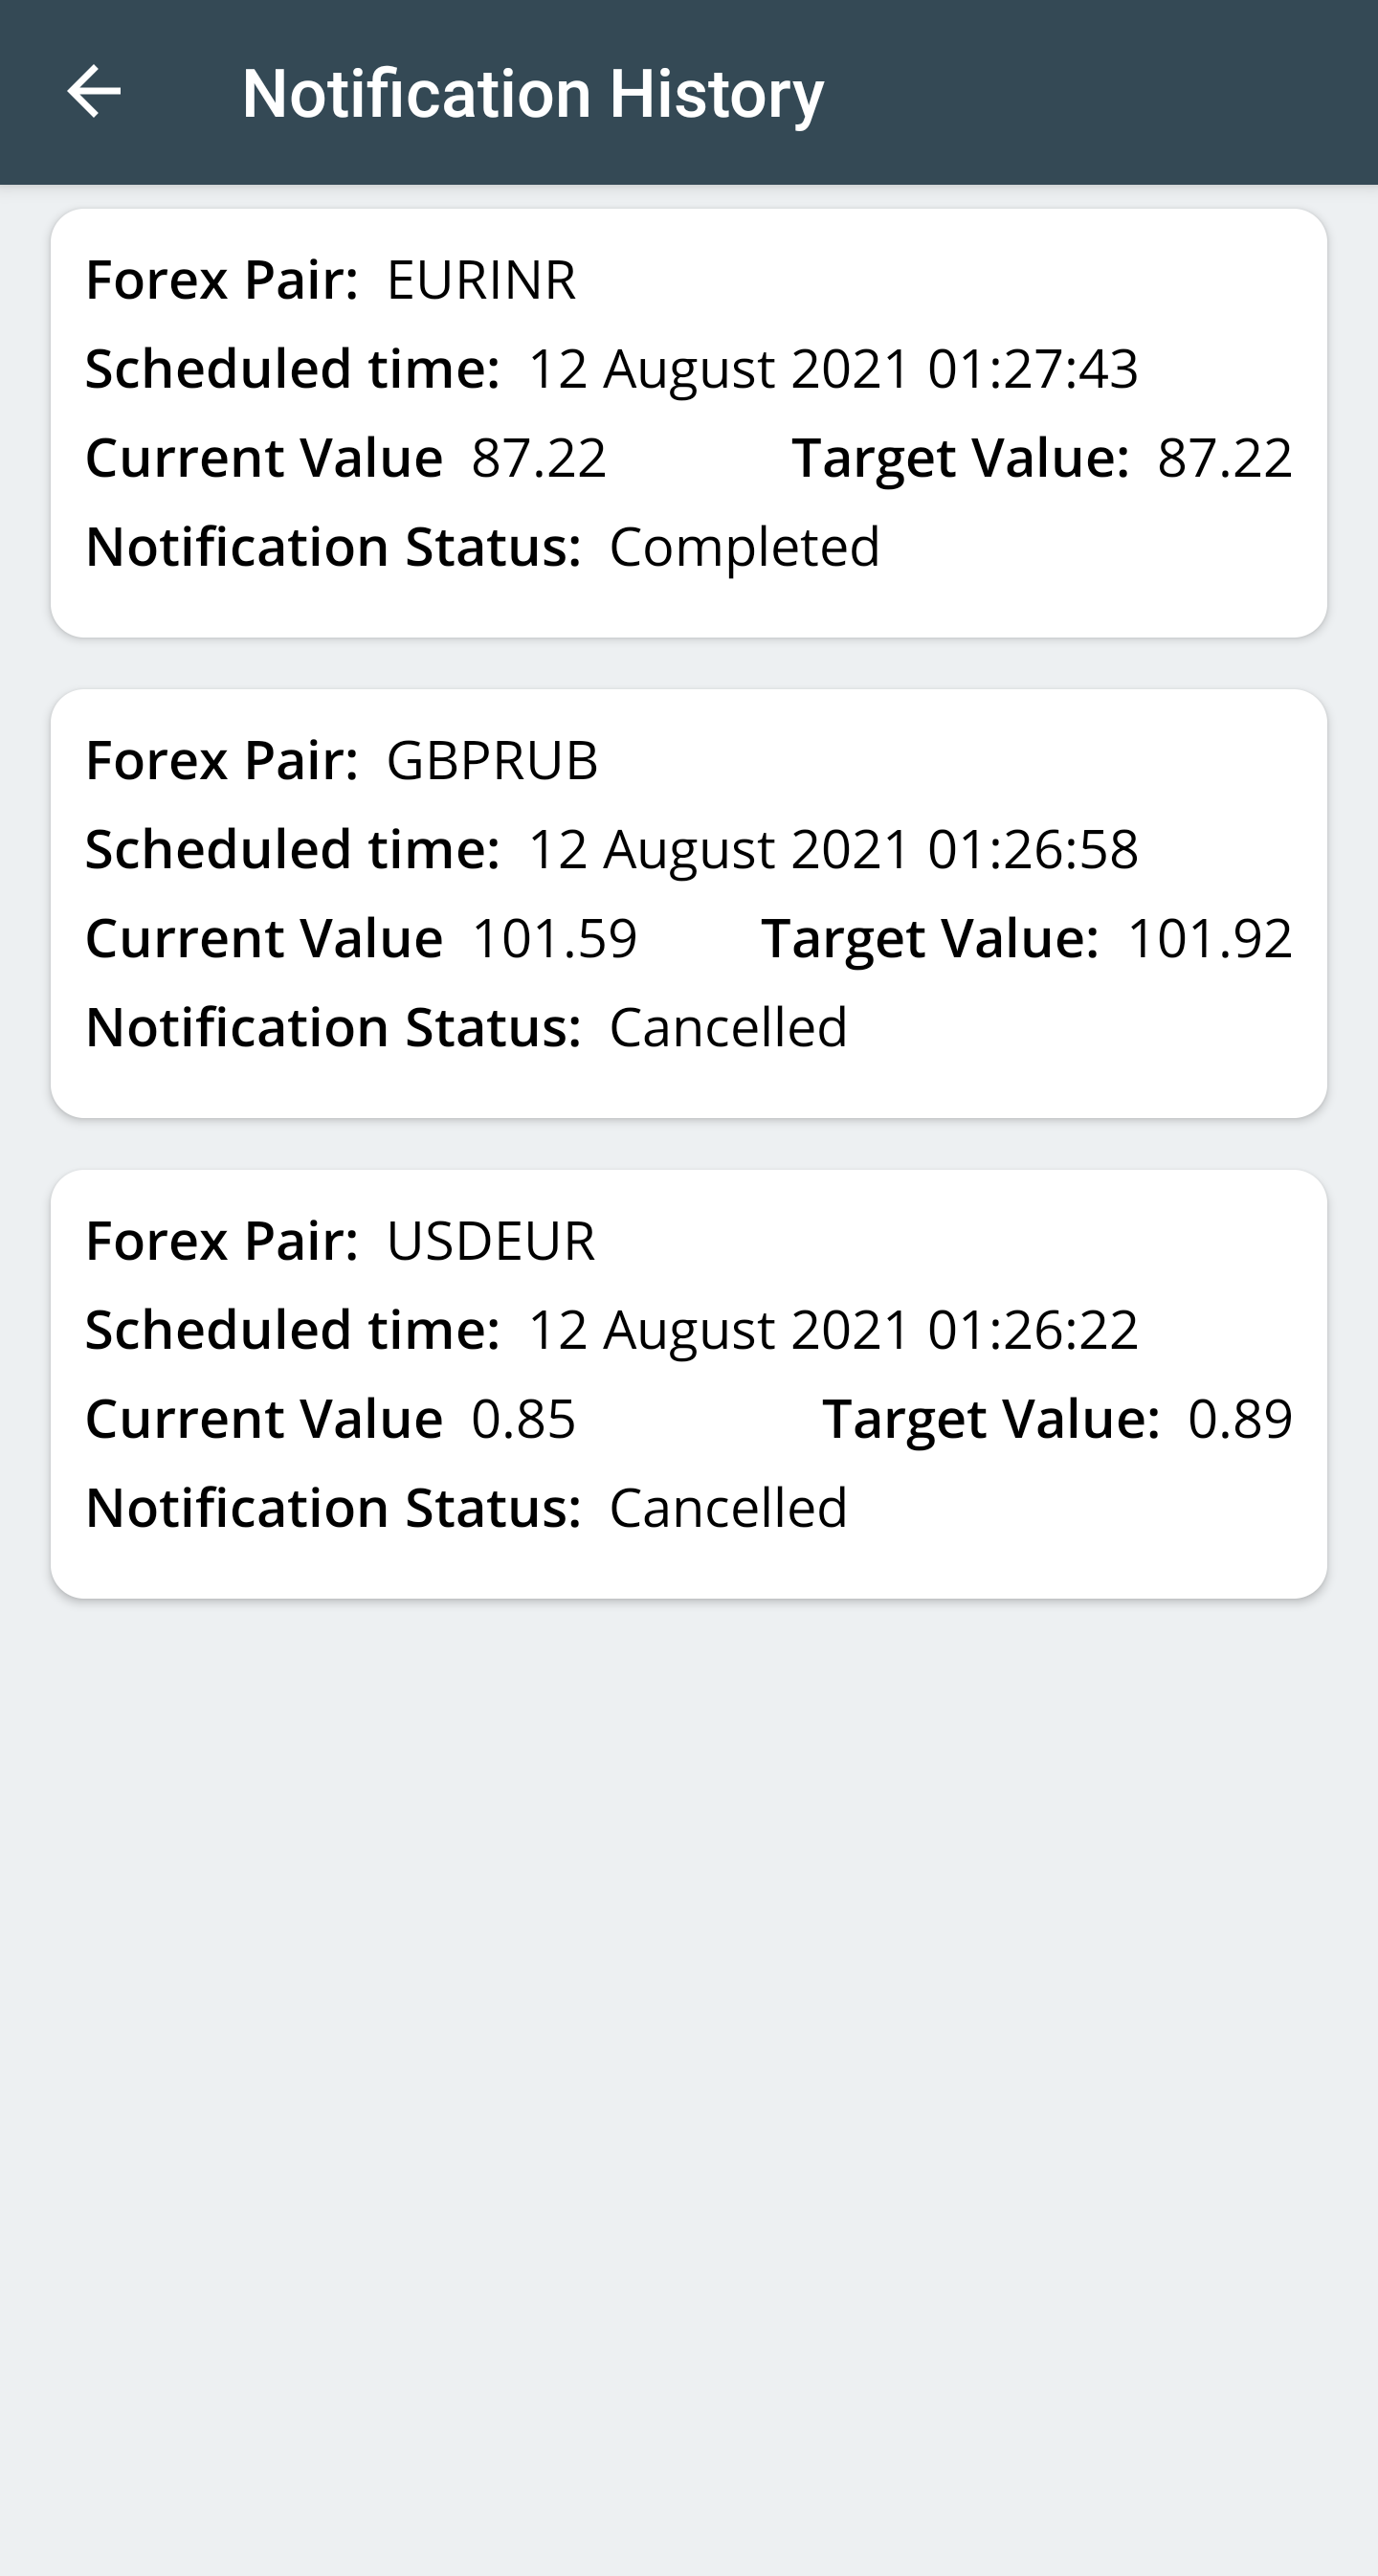 Notification History
Forex Pair: EURINR
Scheduled time: 12 August 2021 01:27:43
Current Value 87.22 Target Value: 87.22
Notification Status: Completed
Forex Pair: GBPRUB
Scheduled time: 12 August 2021 01:26:58
Current Value 101.59 Target Value: 101.92
Notification Status: Cancelled
Forex Pair: USDEUR
Scheduled time: 12 August 2021 01:26:22
Current Value 0.85 Target Value: 0.89
Notification Status: Cancelled